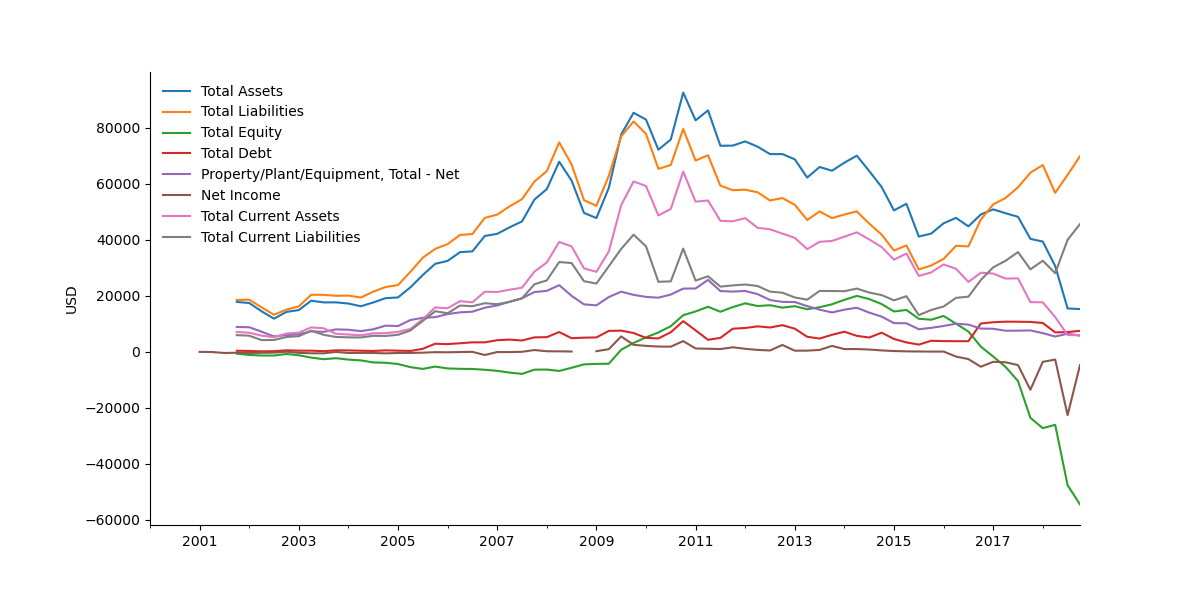 Total Assets
Total Liabilities
Total Equity
Total Debt
Property/Plant/Equipment, Total - Net
Net Income
Total Current Assets
Total Current Liabilities
USD
80000
60000
40000
20000
0
−20000
−40000
−60000
2001 2003 2005 2007 2009 2011 2013 2015 2017